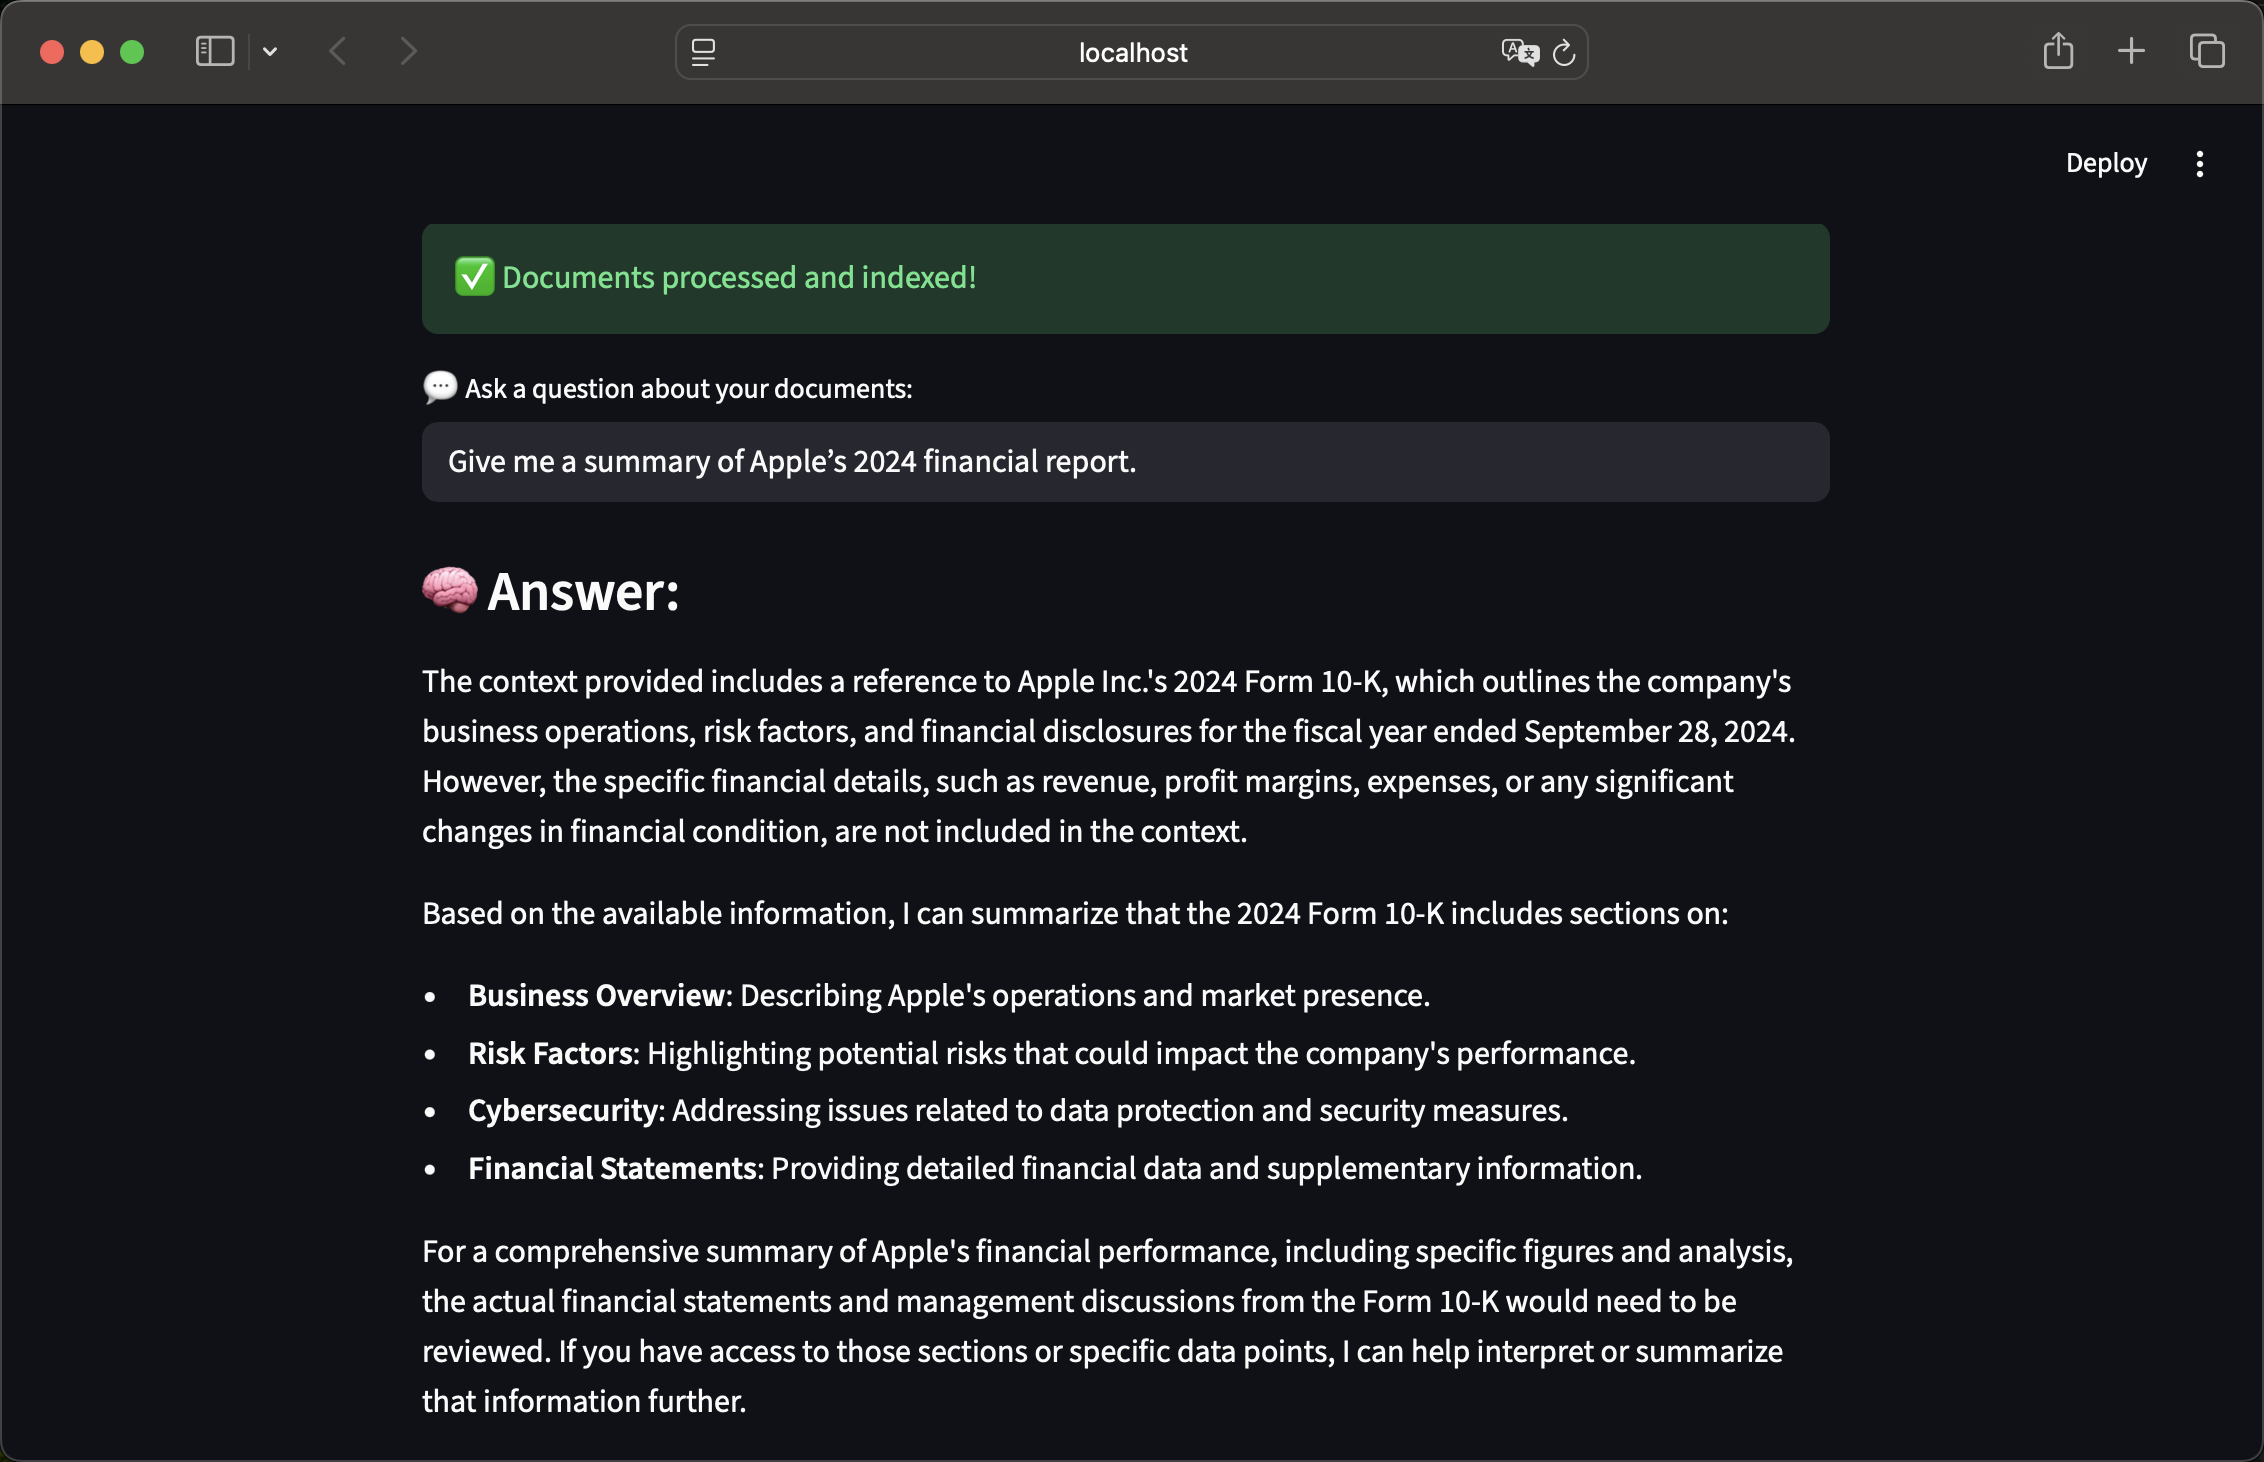 localhost
Deploy
✅ Documents processed and indexed!
💬 Ask a question about your documents:
Give me a summary of Apple’s 2024 financial report.
🧠 Answer:
The context provided includes a reference to Apple Inc.'s 2024 Form 10-K, which outlines the company's
business operations, risk factors, and financial disclosures for the fiscal year ended September 28, 2024.
However, the specific financial details, such as revenue, profit margins, expenses, or any significant
changes in financial condition, are not included in the context.
Based on the available information, I can summarize that the 2024 Form 10-K includes sections on:
• Business Overview: Describing Apple's operations and market presence.
• Risk Factors: Highlighting potential risks that could impact the company's performance.
• Cybersecurity: Addressing issues related to data protection and security measures.
• Financial Statements: Providing detailed financial data and supplementary information.
For a comprehensive summary of Apple's financial performance, including specific figures and analysis,
the actual financial statements and management discussions from the Form 10-K would need to be
reviewed. If you have access to those sections or specific data points, I can help interpret or summarize
that information further.